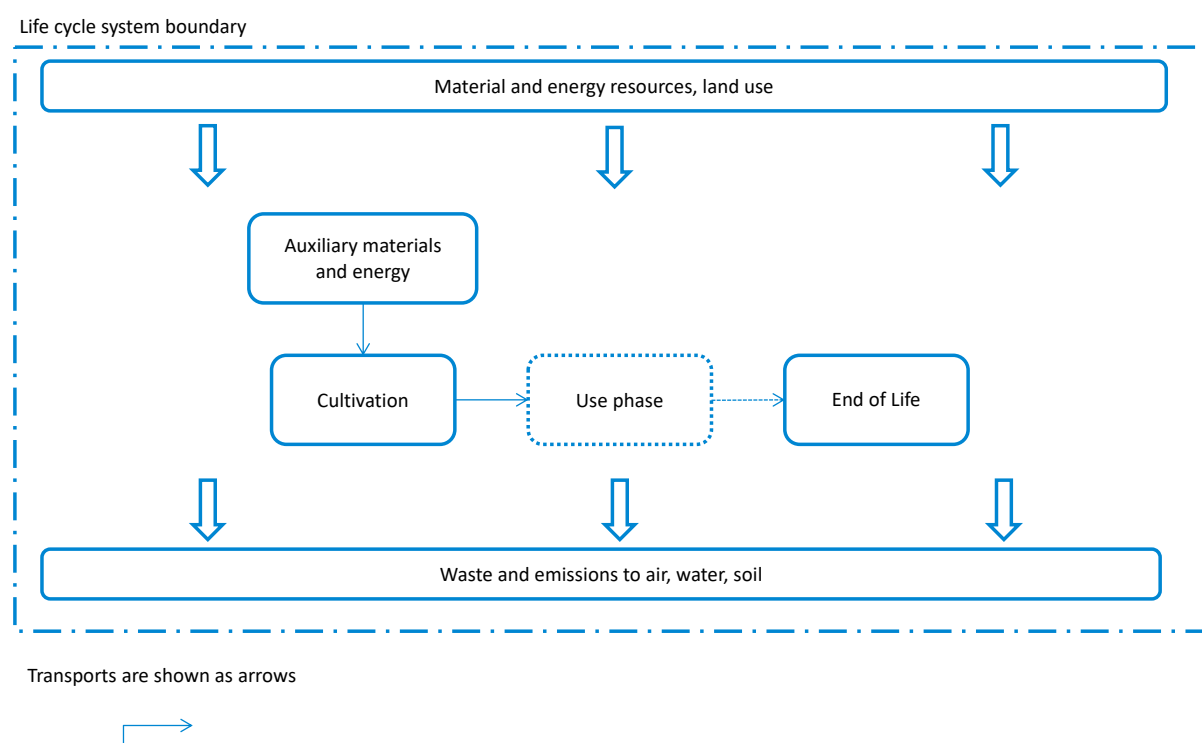 Life cycle system boundary
Material and energy resources, land use
Auxiliary materials
and energy
Cultivation
Use phase
End of Life
Waste and emissions to air, water, soil
Transports are shown as arrows